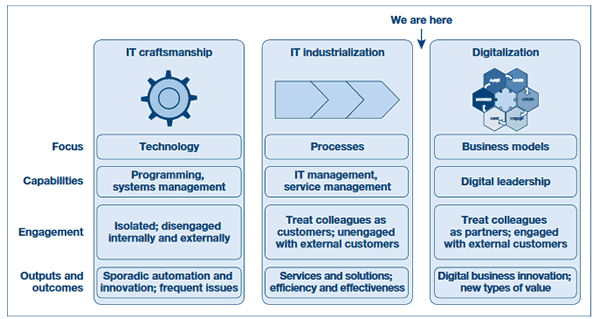 We are here
IT craftsmanship
IT industrialization
Digitalization
Focus
Technology
Processes
Business models
Capabilities
Programming,
systems management
IT management,
service management
Digital leadership
Engagement
Isolated; disengaged
internally and externally
Treat colleagues as
customers; unengaged
with external customers
Treat colleagues
as partners; engaged
with external customers
Outputs and
outcomes
Sporadic automation and
innovation; frequent issues
Services and solutions;
efficiency and effectiveness
Digital business innovation;
new types of value